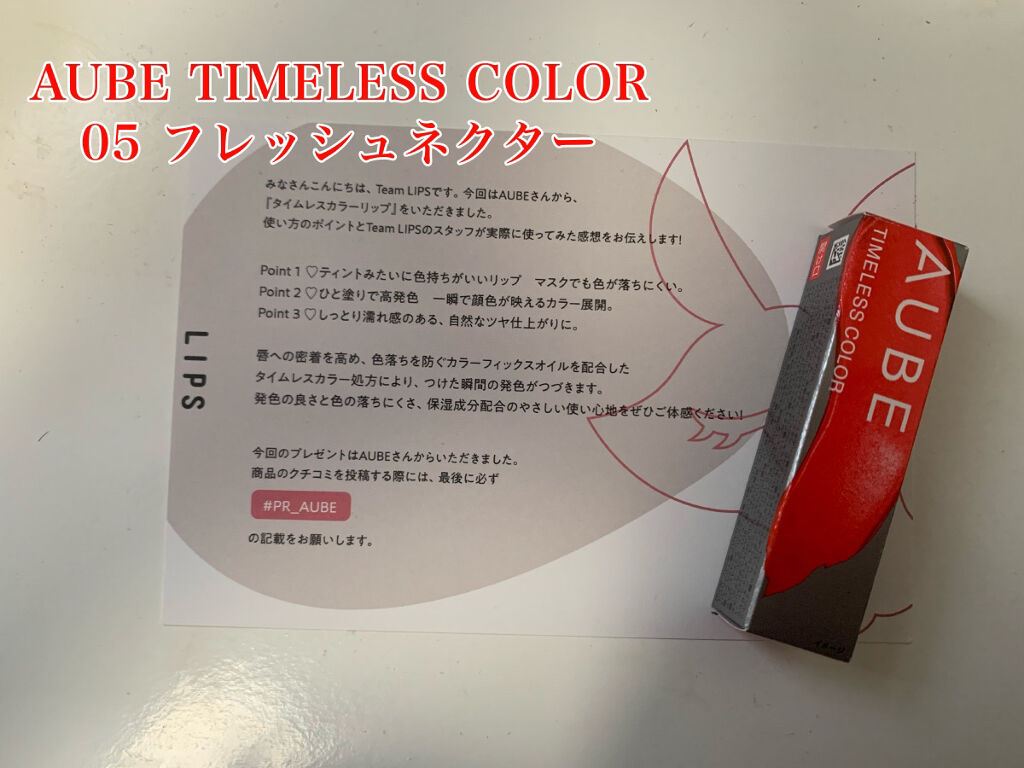 AUBE TIMELESS COLOR
05 フレッシュネクター
みなさんこんにちは、Team LIPSです。今回はAUBEさんから、
『タイムレスカラーリップ』をいただきました。
使い方のポイントとTeam LIPSのスタッフが実際に使ってみた感想をお伝えします!
Point 1 ♡ティントみたいに色持ちがいいリップ　マスクでも色が落ちにくい。
Point 2 ♡ひと塗りで高発色　一瞬で顔色が映えるカラー展開。
Point 3 ♡しっとり濡れ感のある、自然なツヤ仕上がりに。
唇への密着を高め、色落ちを防ぐカラーフィックスオイルを配合した
タイムレスカラー処方により、つけた瞬間の発色がつづきます。
発色の良さと色の落ちにくさ、保湿成分配合のやさしい使い心地をぜひご体感ください!
今回のプレゼントはAUBEさんからいただきました。
商品のクチコミを投稿する際には、最後に必ず
#PR_AUBE
の記載をお願いします。
LIPS
AUBE
TIMELESS COLOR
イメージ